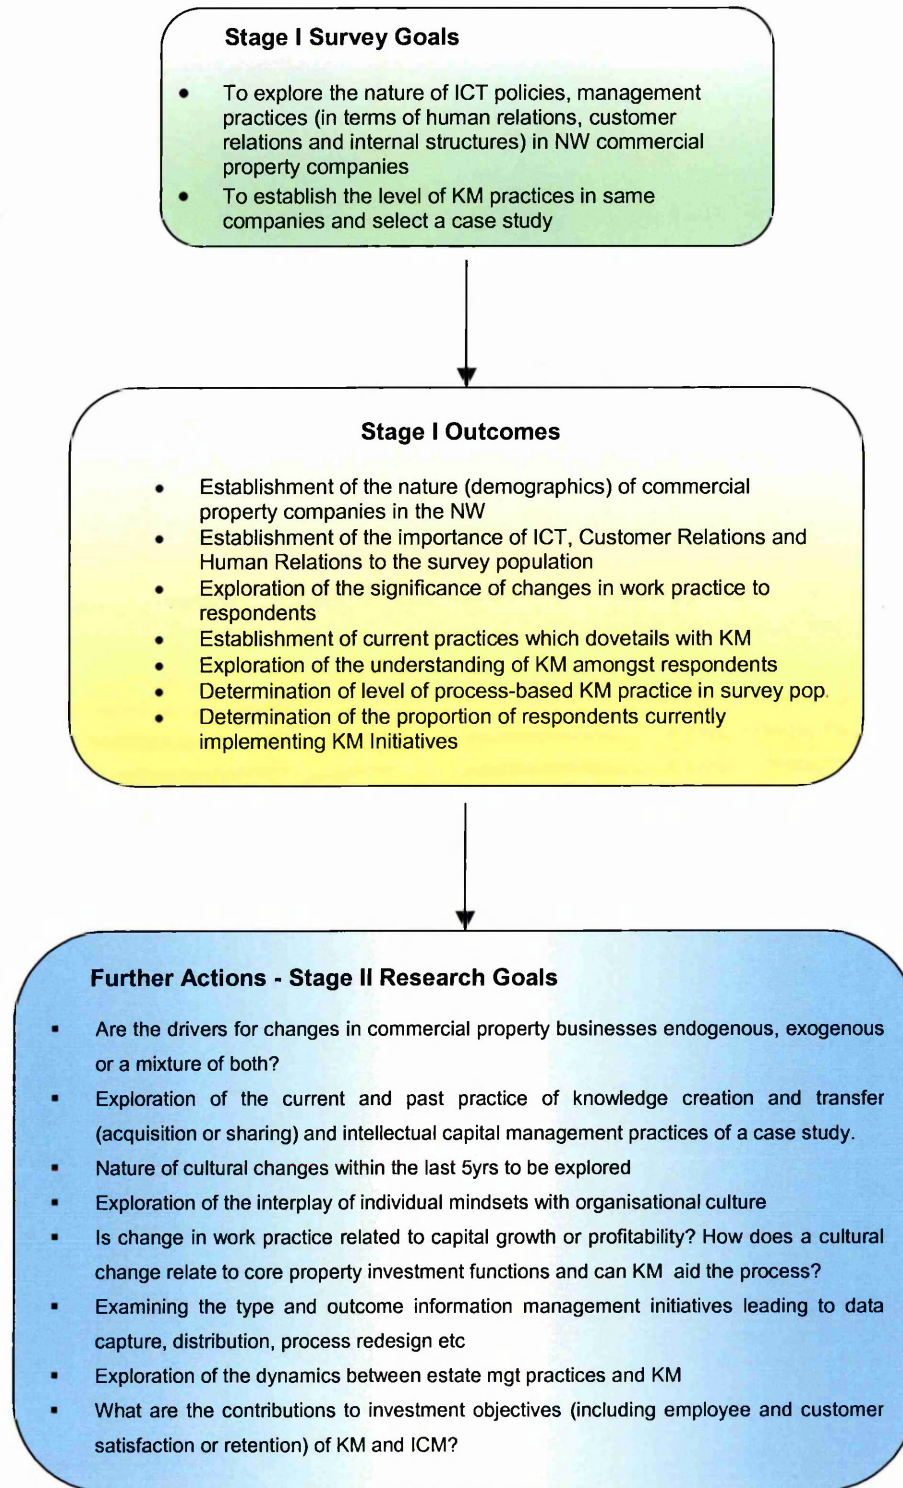 Stage I Survey Goals
• To explore the nature of ICT policies, management
practices (in terms of human relations, customer
relations and internal structures) in NW commercial
property companies
• To establish the level of KM practices in same
companies and select a case study
Stage I Outcomes
• Establishment of the nature (demographics) of commercial
property companies in the NW
• Establishment of the importance of ICT, Customer Relations and
Human Relations to the survey population
• Exploration of the significance of changes in work practice to
respondents
• Establishment of current practices which dovetails with KM
• Exploration of the understanding of KM amongst respondents
• Determination of level of process-based KM practice in survey pop.
• Determination of the proportion of respondents currently
implementing KM Initiatives
Further Actions - Stage II Research Goals
▪ Are the drivers for changes in commercial property businesses endogenous, exogenous
or a mixture of both?
▪ Exploration of the current and past practice of knowledge creation and transfer
(acquisition or sharing) and intellectual capital management practices of a case study.
▪ Nature of cultural changes within the last 5yrs to be explored
▪ Exploration of the interplay of individual mindsets with organisational culture
▪ Is change in work practice related to capital growth or profitability? How does a cultural
change relate to core property investment functions and can KM aid the process?
▪ Examining the type and outcome information management initiatives leading to data
capture, distribution, process redesign etc
▪ Exploration of the dynamics between estate mgt practices and KM
▪ What are the contributions to investment objectives (including employee and customer
satisfaction or retention) of KM and ICM?